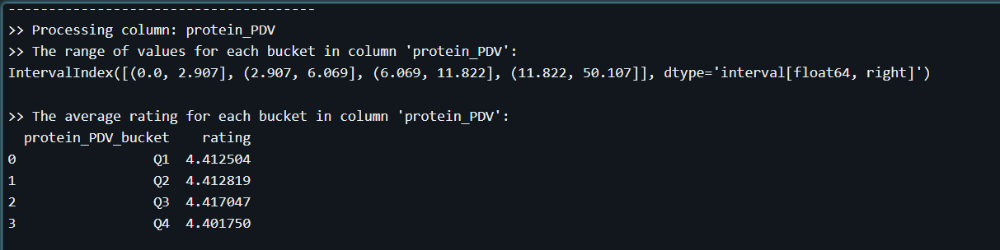 --------------------------------------
>> Processing column: protein_PDV
>> The range of values for each bucket in column 'protein_PDV':
IntervalIndex([(0.0, 2.907], (2.907, 6.069], (6.069, 11.822], (11.822, 50.107]], dtype='interval[float64, right]')
>> The average rating for each bucket in column 'protein_PDV':
protein_PDV_bucket rating
0 Q1 4.412504
1 Q2 4.412819
2 Q3 4.417047
3 Q4 4.401750